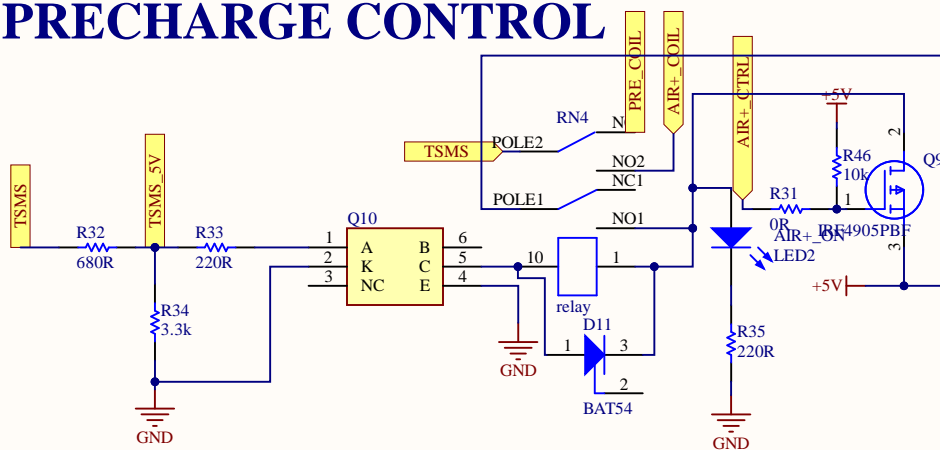 PRECHARGE CONTROL
PRE_COIL
AIR+_COIL
AIR+_CTRL
+5V
RN4
N
TSMS
POLE2
2
TSMS
TSMS_5V
NO2
R46
10k
Q9
NC1
POLE1
R31
1
0R
IRF4905PBF
Q10
NO1
AIR+_ON
LED2
R32
680R
R33
220R
1
2
3
A
K
NC
B
C
E
6
5
4
10
1
relay
3
+5V
R34
3.3k
D11
1
3
2
BAT54
R35
220R
GND
GND
GND